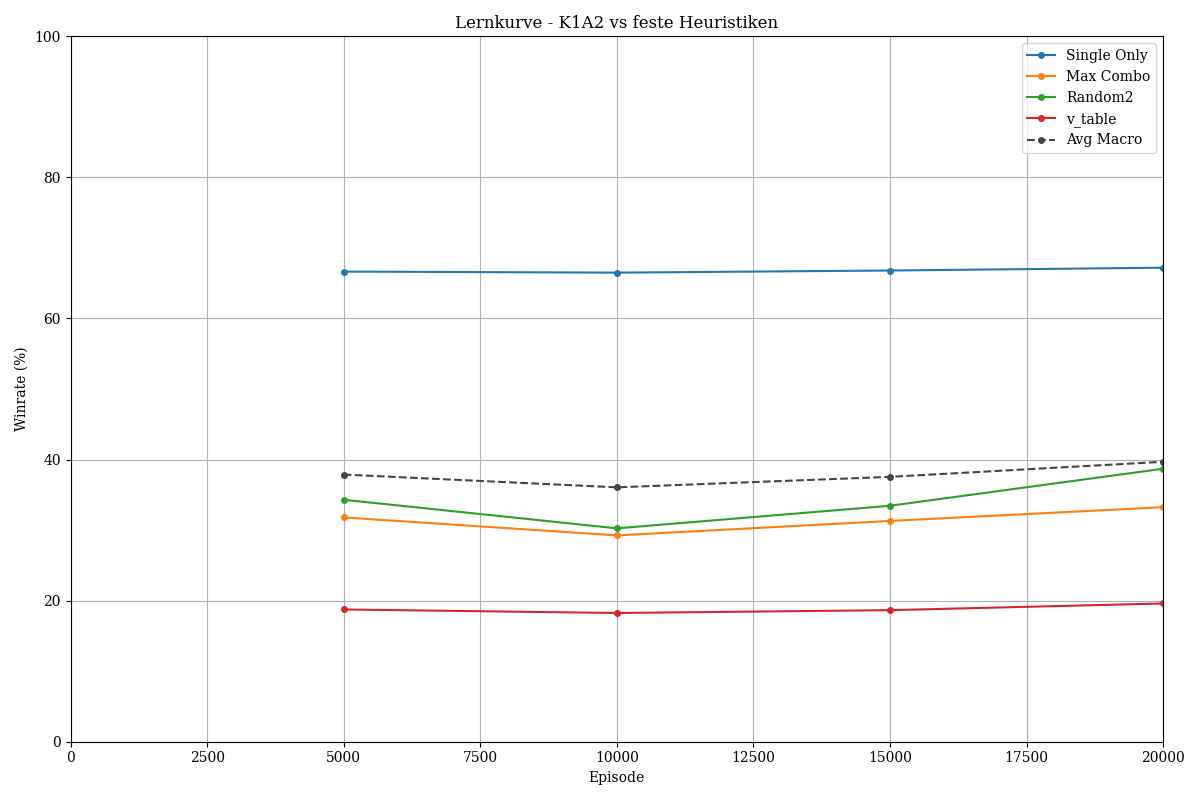 Lernkurve - K1A2 vs feste Heuristiken
100
80
60
40
20
0
Winrate (%)
Single Only
Max Combo
Random2
v_table
Avg Macro
0 2500 5000 7500 10000 12500 15000 17500 20000
Episode